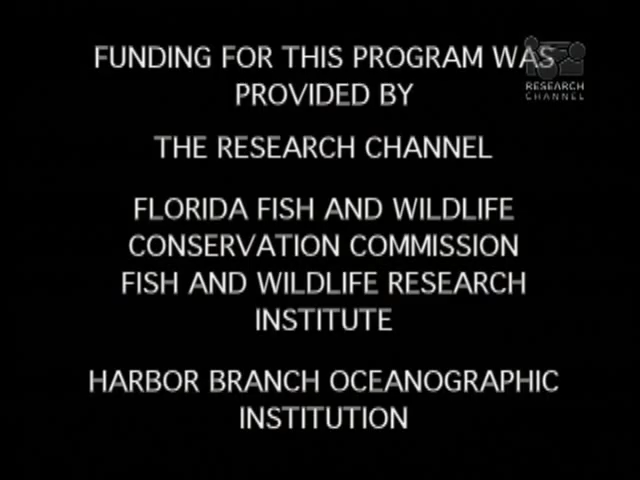 FUNDING FOR THIS PROGRAM WAS
PROVIDED BY
RESEARCH
CHANNEL
THE RESEARCH CHANNEL
FLORIDA FISH AND WILDLIFE
CONSERVATION COMMISSION
FISH AND WILDLIFE RESEARCH
INSTITUTE
HARBOR BRANCH OCEANOGRAPHIC
INSTITUTION